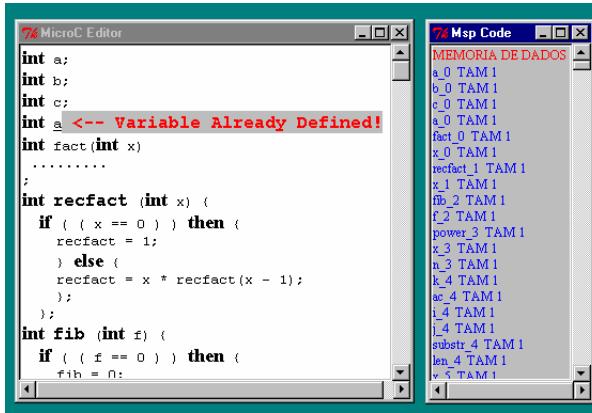 MicroC Editor
int a;
int b;
int c;
int a <-- Variable Already Defined!
int fact(int x)
.........
;
int recfact (int x) {
if ( ( x == 0 ) ) then {
recfact = 1;
} else {
recfact = x * recfact(x - 1);
};
};
int fib (int f) {
if ( ( f == 0 ) ) then {
fib = 0;
Msp Code
MEMORIA DE DADOS
a_0 TAM 1
b_0 TAM 1
c_0 TAM 1
a_0 TAM 1
fact_0 TAM 1
x_0 TAM 1
recfact_1 TAM 1
x_1 TAM 1
fib_2 TAM 1
f_2 TAM 1
power_3 TAM 1
x_3 TAM 1
n_3 TAM 1
k_4 TAM 1
ac_4 TAM 1
i_4 TAM 1
j_4 TAM 1
substr_4 TAM 1
len_4 TAM 1
TAM 1